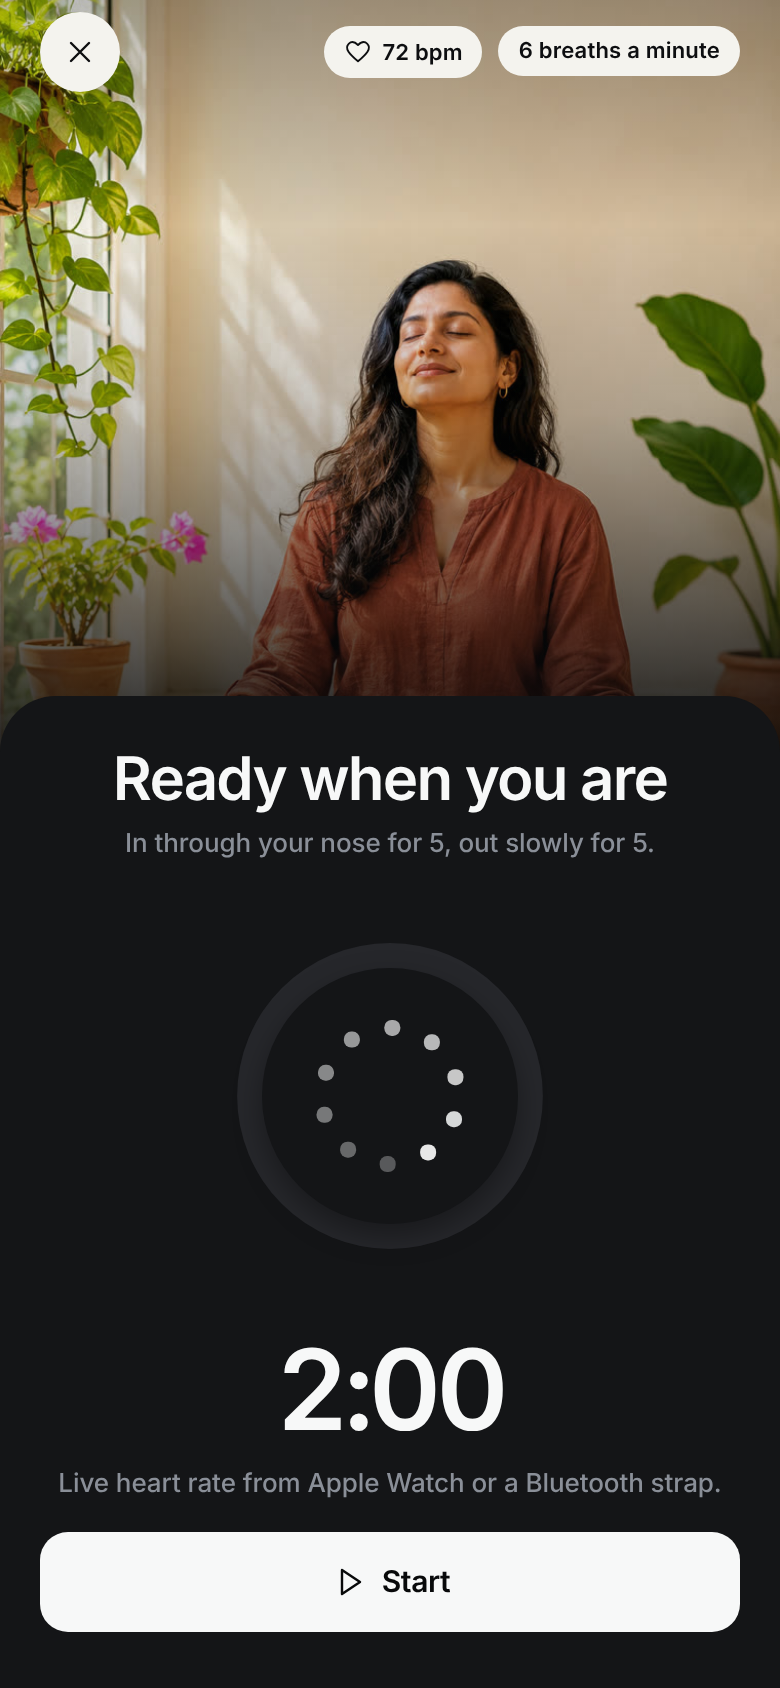 72 bpm
6 breaths a minute
Ready when you are
In through your nose for 5, out slowly for 5.
2:00
Live heart rate from Apple Watch or a Bluetooth strap.
Start